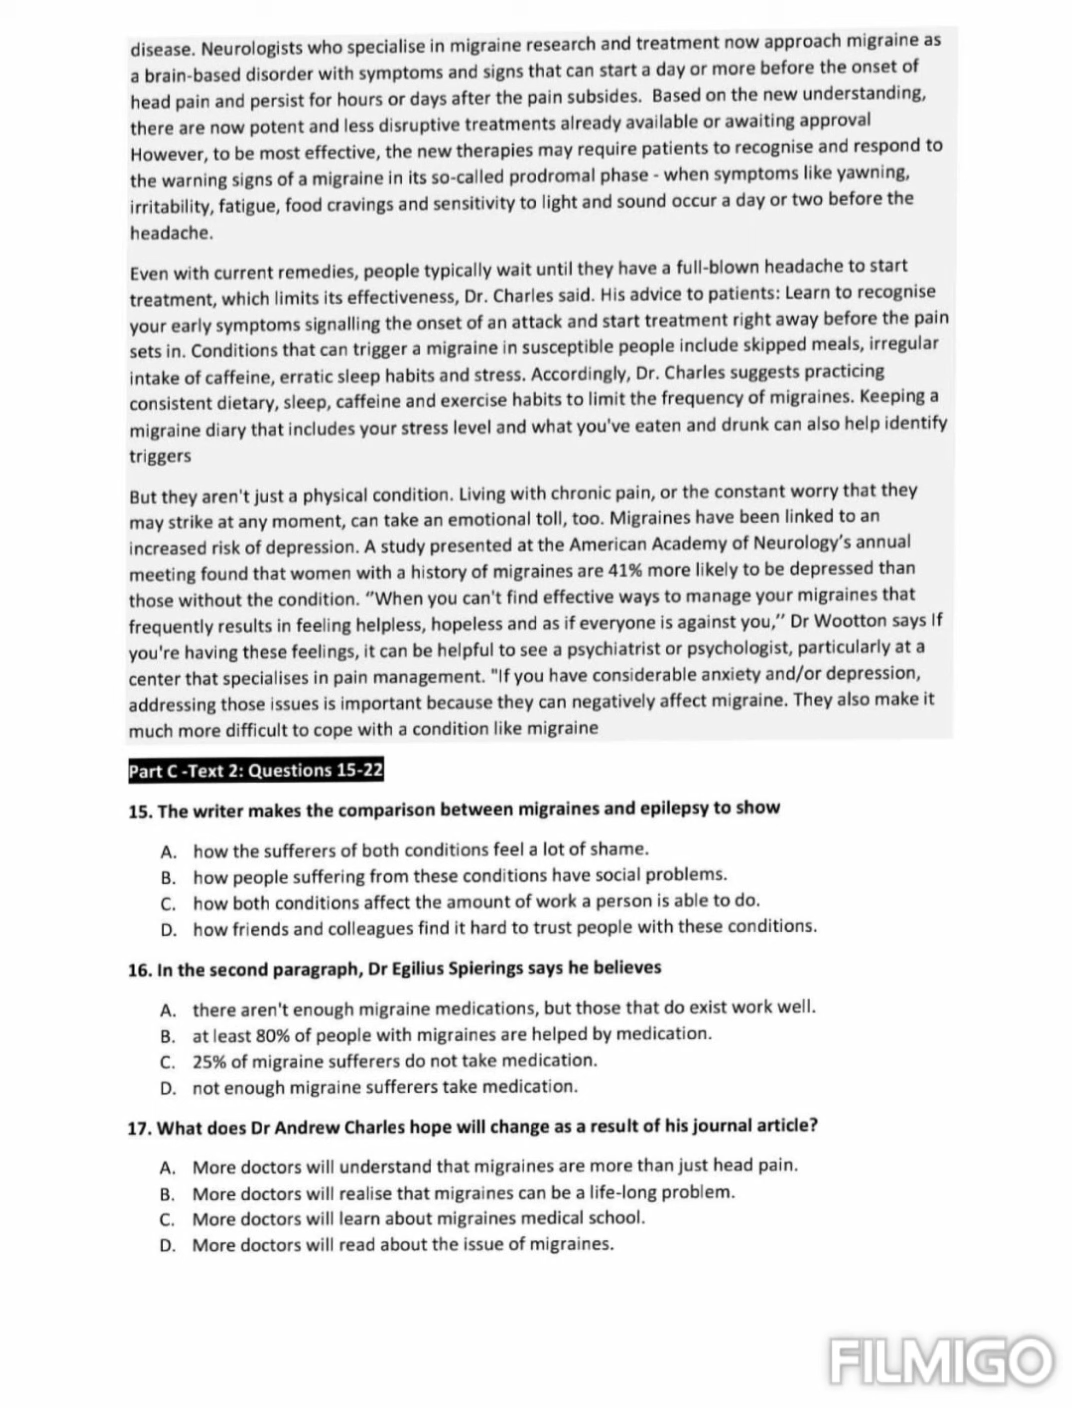 disease. Neurologists who specialise in migraine research and treatment now approach migraine as
a brain-based disorder with symptoms and signs that can start a day or more before the onset of
head pain and persist for hours or days after the pain subsides. Based on the new understanding,
there are now potent and less disruptive treatments already available or awaiting approval
However, to be most effective, the new therapies may require patients to recognise and respond to
the warning signs of a migraine in its so-called prodromal phase - when symptoms like yawning,
irritability, fatigue, food cravings and sensitivity to light and sound occur a day or two before the
headache.
Even with current remedies, people typically wait until they have a full-blown headache to start
treatment, which limits its effectiveness, Dr. Charles said. His advice to patients: Learn to recognise
your early symptoms signalling the onset of an attack and start treatment right away before the pain
sets in. Conditions that can trigger a migraine in susceptible people include skipped meals, irregular
intake of caffeine, erratic sleep habits and stress. Accordingly, Dr. Charles suggests practicing
consistent dietary, sleep, caffeine and exercise habits to limit the frequency of migraines. Keeping a
migraine diary that includes your stress level and what you've eaten and drunk can also help identify
triggers
But they aren't just a physical condition. Living with chronic pain, or the constant worry that they
may strike at any moment, can take an emotional toll, too. Migraines have been linked to an
increased risk of depression. A study presented at the American Academy of Neurology's annual
meeting found that women with a history of migraines are 41% more likely to be depressed than
those without the condition. “When you can't find effective ways to manage your migraines that
frequently results in feeling helpless, hopeless and as if everyone is against you,” Dr Wootton says If
you're having these feelings, it can be helpful to see a psychiatrist or psychologist, particularly at a
center that specialises in pain management. "If you have considerable anxiety and/or depression,
addressing those issues is important because they can negatively affect migraine. They also make it
much more difficult to cope with a condition like migraine
Part C -Text 2: Questions 15-22
15. The writer makes the comparison between migraines and epilepsy to show
A. how the sufferers of both conditions feel a lot of shame.
B. how people suffering from these conditions have social problems.
C. how both conditions affect the amount of work a person is able to do.
D. how friends and colleagues find it hard to trust people with these conditions.
16. In the second paragraph, Dr Egilius Spierings says he believes
A. there aren't enough migraine medications, but those that do exist work well.
B. at least 80% of people with migraines are helped by medication.
C. 25% of migraine sufferers do not take medication.
D. not enough migraine sufferers take medication.
17. What does Dr Andrew Charles hope will change as a result of his journal article?
A. More doctors will understand that migraines are more than just head pain.
B. More doctors will realise that migraines can be a life-long problem.
C. More doctors will learn about migraines medical school.
D. More doctors will read about the issue of migraines.
FILMIGO